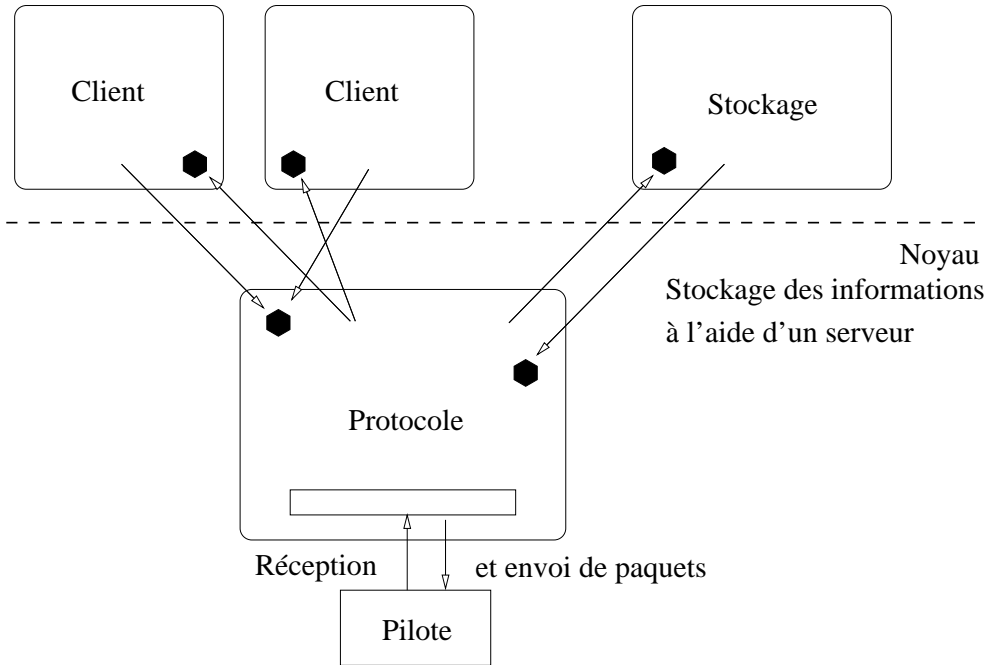 Client
Client
Stockage
Noyau
Stockage des informations
à l'aide d'un serveur
Protocole
Réception
et envoi de paquets
Pilote